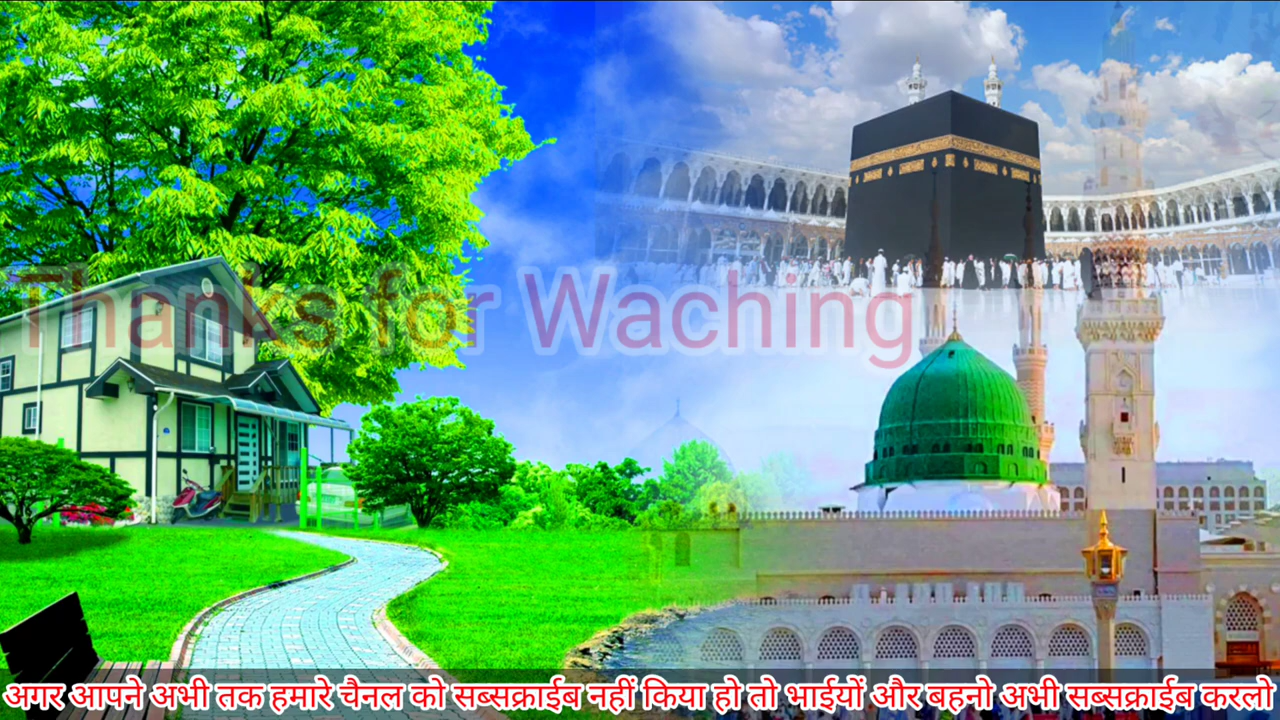 Thanks for Waching
अगर आपने अभी तक हमारे चैनल को सब्सक्राईब नहीं किया हो तो भाईयों और बहनो अभी सब्सक्राईब करलो